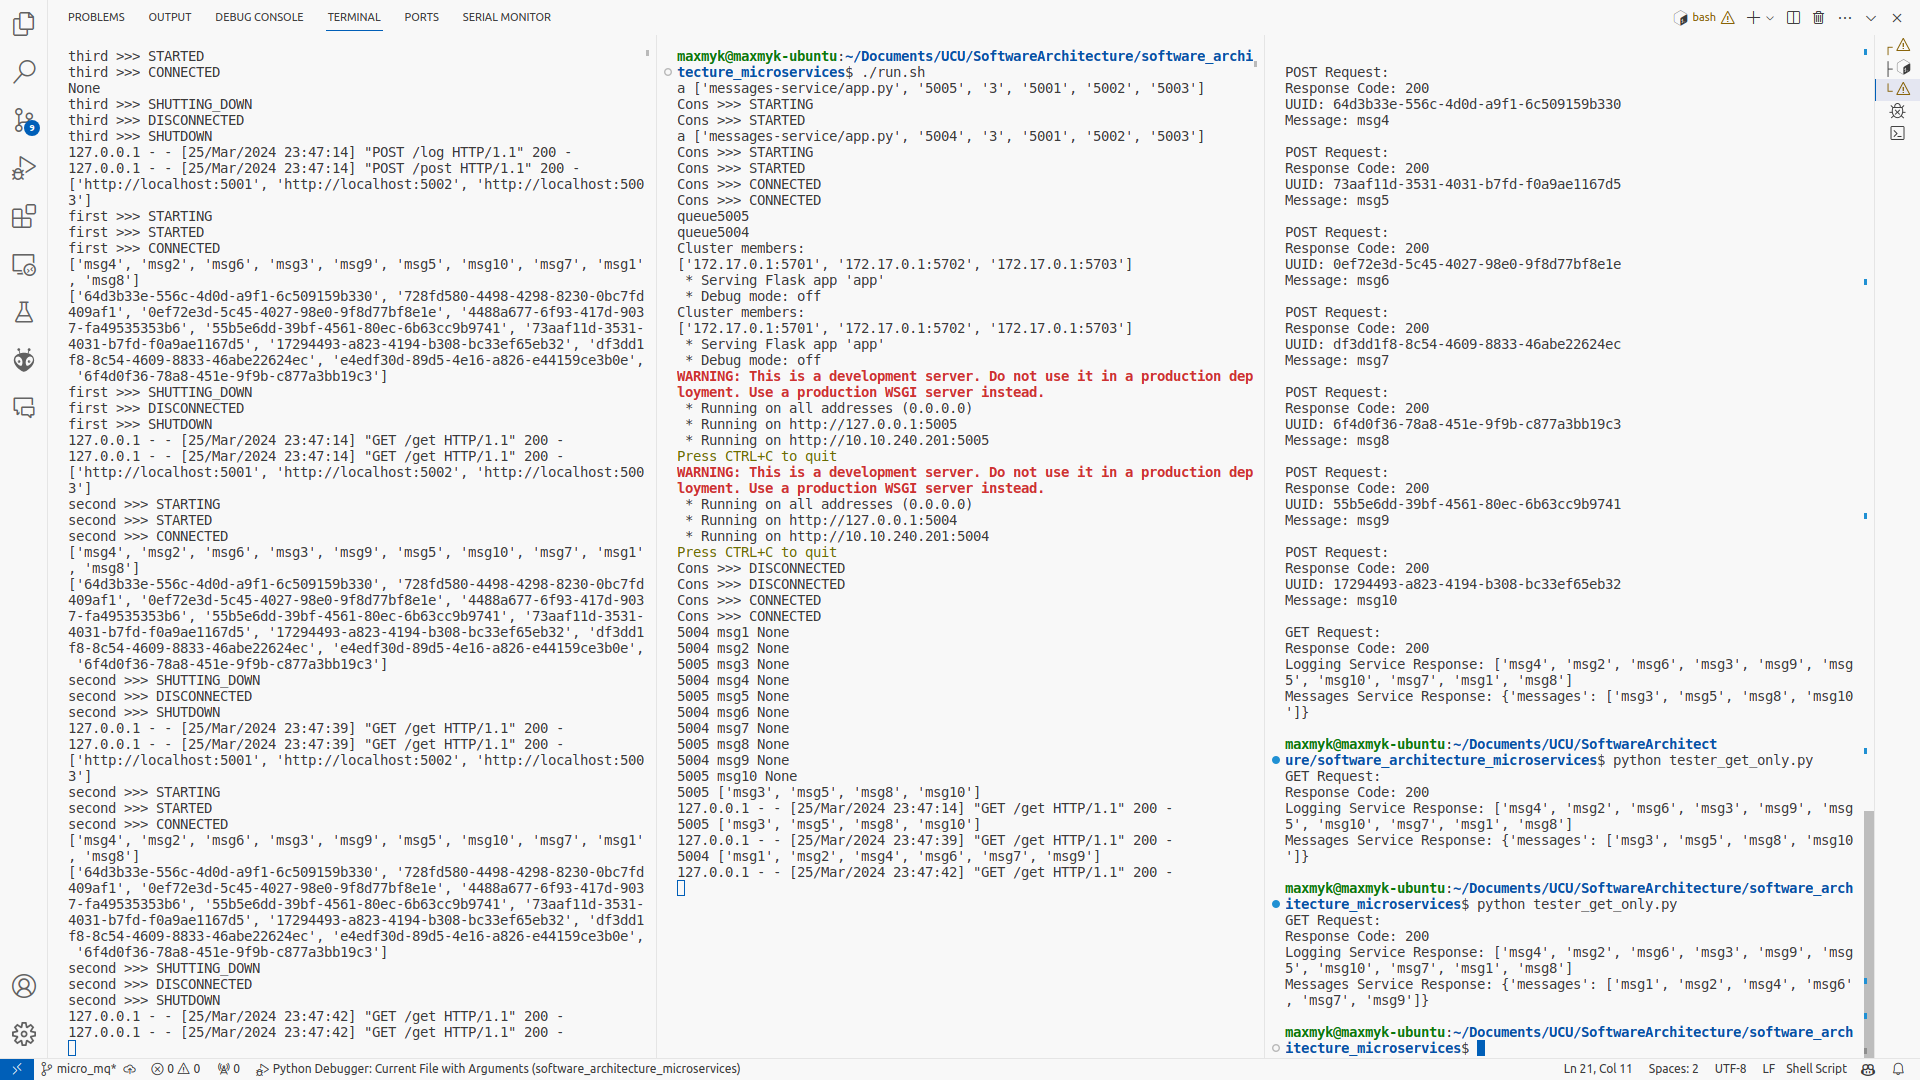 PROBLEMS OUTPUT DEBUG CONSOLE TERMINAL PORTS SERIAL MONITOR
bash
third >>> STARTED
third >>> CONNECTED
None
third >>> SHUTTING_DOWN
third >>> DISCONNECTED
third >>> SHUTDOWN
127.0.0.1 - - [25/Mar/2024 23:47:14] "POST /log HTTP/1.1" 200 -
127.0.0.1 - - [25/Mar/2024 23:47:14] "POST /post HTTP/1.1" 200 -
['http://localhost:5001', 'http://localhost:5002', 'http://localhost:500
3']
first >>> STARTING
first >>> STARTED
first >>> CONNECTED
['msg4', 'msg2', 'msg6', 'msg3', 'msg9', 'msg5', 'msg10', 'msg7', 'msg1'
, 'msg8']
['64d3b33e-556c-4d0d-a9f1-6c509159b330', '728fd580-4498-4298-8230-0bc7fd
409af1', '0ef72e3d-5c45-4027-98e0-9f8d77bf8e1e', '4488a677-6f93-417d-903
7-fa49535353b6', '55b5e6dd-39bf-4561-80ec-6b63cc9b9741', '73aaf11d-3531-
4031-b7fd-f0a9ae1167d5', '17294493-a823-4194-b308-bc33ef65eb32', 'df3dd1
f8-8c54-4609-8833-46abe22624ec', 'e4edf30d-89d5-4e16-a826-e44159ce3b0e',
'6f4d0f36-78a8-451e-9f9b-c877a3bb19c3']
first >>> SHUTTING_DOWN
first >>> DISCONNECTED
first >>> SHUTDOWN
127.0.0.1 - - [25/Mar/2024 23:47:14] "GET /get HTTP/1.1" 200 -
127.0.0.1 - - [25/Mar/2024 23:47:14] "GET /get HTTP/1.1" 200 -
['http://localhost:5001', 'http://localhost:5002', 'http://localhost:500
3']
second >>> STARTING
second >>> STARTED
second >>> CONNECTED
['msg4', 'msg2', 'msg6', 'msg3', 'msg9', 'msg5', 'msg10', 'msg7', 'msg1'
, 'msg8']
['64d3b33e-556c-4d0d-a9f1-6c509159b330', '728fd580-4498-4298-8230-0bc7fd
409af1', '0ef72e3d-5c45-4027-98e0-9f8d77bf8e1e', '4488a677-6f93-417d-903
7-fa49535353b6', '55b5e6dd-39bf-4561-80ec-6b63cc9b9741', '73aaf11d-3531-
4031-b7fd-f0a9ae1167d5', '17294493-a823-4194-b308-bc33ef65eb32', 'df3dd1
f8-8c54-4609-8833-46abe22624ec', 'e4edf30d-89d5-4e16-a826-e44159ce3b0e',
'6f4d0f36-78a8-451e-9f9b-c877a3bb19c3']
second >>> SHUTTING_DOWN
second >>> DISCONNECTED
second >>> SHUTDOWN
127.0.0.1 - - [25/Mar/2024 23:47:39] "GET /get HTTP/1.1" 200 -
127.0.0.1 - - [25/Mar/2024 23:47:39] "GET /get HTTP/1.1" 200 -
['http://localhost:5001', 'http://localhost:5002', 'http://localhost:500
3']
second >>> STARTING
second >>> STARTED
second >>> CONNECTED
['msg4', 'msg2', 'msg6', 'msg3', 'msg9', 'msg5', 'msg10', 'msg7', 'msg1'
, 'msg8']
['64d3b33e-556c-4d0d-a9f1-6c509159b330', '728fd580-4498-4298-8230-0bc7fd
409af1', '0ef72e3d-5c45-4027-98e0-9f8d77bf8e1e', '4488a677-6f93-417d-903
7-fa49535353b6', '55b5e6dd-39bf-4561-80ec-6b63cc9b9741', '73aaf11d-3531-
4031-b7fd-f0a9ae1167d5', '17294493-a823-4194-b308-bc33ef65eb32', 'df3dd1
f8-8c54-4609-8833-46abe22624ec', 'e4edf30d-89d5-4e16-a826-e44159ce3b0e',
'6f4d0f36-78a8-451e-9f9b-c877a3bb19c3']
second >>> SHUTTING_DOWN
second >>> DISCONNECTED
second >>> SHUTDOWN
127.0.0.1 - - [25/Mar/2024 23:47:42] "GET /get HTTP/1.1" 200 -
127.0.0.1 - - [25/Mar/2024 23:47:42] "GET /get HTTP/1.1" 200 -
maxmyk@maxmyk-ubuntu:~/Documents/UCU/SoftwareArchitecture/software_archi
tecture_microservices$ ./run.sh
a ['messages-service/app.py', '5005', '3', '5001', '5002', '5003']
Cons >>> STARTING
Cons >>> STARTED
a ['messages-service/app.py', '5004', '3', '5001', '5002', '5003']
Cons >>> STARTING
Cons >>> STARTED
Cons >>> CONNECTED
Cons >>> CONNECTED
queue5005
queue5004
Cluster members:
['172.17.0.1:5701', '172.17.0.1:5702', '172.17.0.1:5703']
* Serving Flask app 'app'
* Debug mode: off
Cluster members:
['172.17.0.1:5701', '172.17.0.1:5702', '172.17.0.1:5703']
* Serving Flask app 'app'
* Debug mode: off
WARNING: This is a development server. Do not use it in a production dep
loyment. Use a production WSGI server instead.
* Running on all addresses (0.0.0.0)
* Running on http://127.0.0.1:5005
* Running on http://10.10.240.201:5005
Press CTRL+C to quit
WARNING: This is a development server. Do not use it in a production dep
loyment. Use a production WSGI server instead.
* Running on all addresses (0.0.0.0)
* Running on http://127.0.0.1:5004
* Running on http://10.10.240.201:5004
Press CTRL+C to quit
Cons >>> DISCONNECTED
Cons >>> DISCONNECTED
Cons >>> CONNECTED
Cons >>> CONNECTED
5004 msg1 None
5004 msg2 None
5005 msg3 None
5004 msg4 None
5005 msg5 None
5004 msg6 None
5004 msg7 None
5005 msg8 None
5004 msg9 None
5005 msg10 None
5005 ['msg3', 'msg5', 'msg8', 'msg10']
127.0.0.1 - - [25/Mar/2024 23:47:14] "GET /get HTTP/1.1" 200 -
5005 ['msg3', 'msg5', 'msg8', 'msg10']
127.0.0.1 - - [25/Mar/2024 23:47:39] "GET /get HTTP/1.1" 200 -
5004 ['msg1', 'msg2', 'msg4', 'msg6', 'msg7', 'msg9']
127.0.0.1 - - [25/Mar/2024 23:47:42] "GET /get HTTP/1.1" 200 -
POST Request:
Response Code: 200
UUID: 64d3b33e-556c-4d0d-a9f1-6c509159b330
Message: msg4
POST Request:
Response Code: 200
UUID: 73aaf11d-3531-4031-b7fd-f0a9ae1167d5
Message: msg5
POST Request:
Response Code: 200
UUID: 0ef72e3d-5c45-4027-98e0-9f8d77bf8e1e
Message: msg6
POST Request:
Response Code: 200
UUID: df3dd1f8-8c54-4609-8833-46abe22624ec
Message: msg7
POST Request:
Response Code: 200
UUID: 6f4d0f36-78a8-451e-9f9b-c877a3bb19c3
Message: msg8
POST Request:
Response Code: 200
UUID: 55b5e6dd-39bf-4561-80ec-6b63cc9b9741
Message: msg9
POST Request:
Response Code: 200
UUID: 17294493-a823-4194-b308-bc33ef65eb32
Message: msg10
GET Request:
Response Code: 200
Logging Service Response: ['msg4', 'msg2', 'msg6', 'msg3', 'msg9', 'msg
5', 'msg10', 'msg7', 'msg1', 'msg8']
Messages Service Response: {'messages': ['msg3', 'msg5', 'msg8', 'msg10
']}
maxmyk@maxmyk-ubuntu:~/Documents/UCU/SoftwareArchitect
ure/software_architecture_microservices$ python tester_get_only.py
GET Request:
Response Code: 200
Logging Service Response: ['msg4', 'msg2', 'msg6', 'msg3', 'msg9', 'msg
5', 'msg10', 'msg7', 'msg1', 'msg8']
Messages Service Response: {'messages': ['msg3', 'msg5', 'msg8', 'msg10
']}
maxmyk@maxmyk-ubuntu:~/Documents/UCU/SoftwareArchitecture/software_arch
itecture_microservices$ python tester_get_only.py
GET Request:
Response Code: 200
Logging Service Response: ['msg4', 'msg2', 'msg6', 'msg3', 'msg9', 'msg
5', 'msg10', 'msg7', 'msg1', 'msg8']
Messages Service Response: {'messages': ['msg1', 'msg2', 'msg4', 'msg6'
, 'msg7', 'msg9']}
maxmyk@maxmyk-ubuntu:~/Documents/UCU/SoftwareArchitecture/software_arch
itecture_microservices$
9
micro_mq* 0 0 0 Python Debugger: Current File with Arguments (software_architecture_microservices) Ln 21, Col 11 Spaces: 2 UTF-8 LF Shell Script